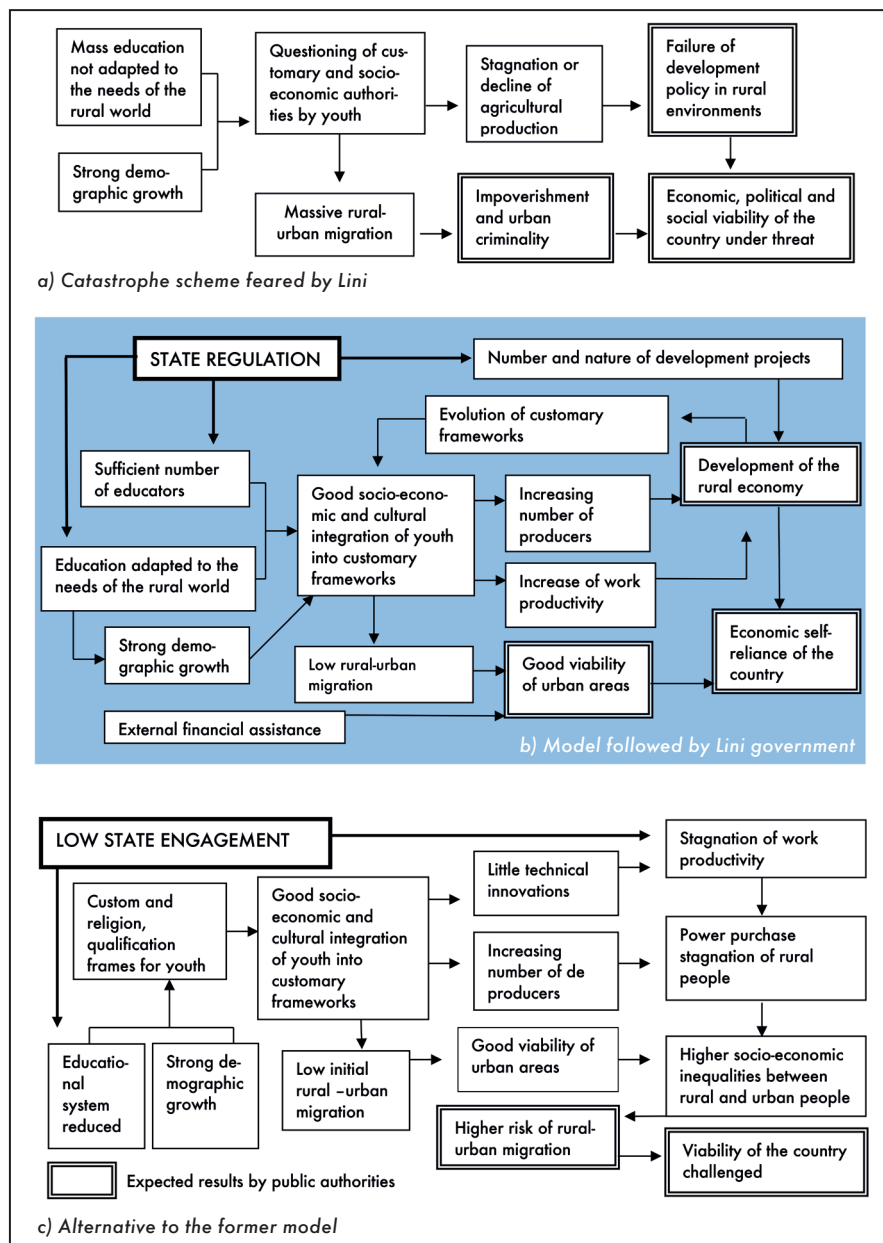 Mass education
not adapted to
the needs of the
rural world
Strong demo-
graphic growth
Questioning of cus-
tomary and socio-
economic authori-
ties by youth
Stagnation or
decline of
agricultural
production
Failure of
development
policy in rural
environments
Massive rural-
urban migration
Impoverishment
and urban
criminality
Economic, political and
social viability of the
country under threat
a) Catastrophe scheme feared by Lini
STATE REGULATION
Number and nature of development projects
Evolution of customary
frameworks
Sufficient number
of educators
Good socio-econo-
mic and cultural
integration of youth
into customary
frameworks
Increasing
number of
producers
Development of the
rural economy
Education adapted to the
needs of the rural world
Increase of work
productivity
Strong demo-
graphic growth
Low rural-urban
migration
Good viability
of urban areas
Economic self-
reliance of the
country
External financial assistance
b) Model followed by Lini government
LOW STATE ENGAGEMENT
Stagnation of work
productivity
Little technical
innovations
Custom and
religion,
qualification
frames for youth
Good socio-
economic and
cultural integration
of youth into
customary
frameworks
Increasing
number of de
producers
Power purchase
stagnation of rural
people
Educatio-
nal
system
reduced
Strong de-
mographic
growth
Low initial
rural –urban
migration
Good viability of
urban areas
Higher socio-economic
inequalities between
rural and urban people
Higher risk of rural-
urban migration
Viability of the country
challenged
Expected results by public authorities
c) Alternative to the former model